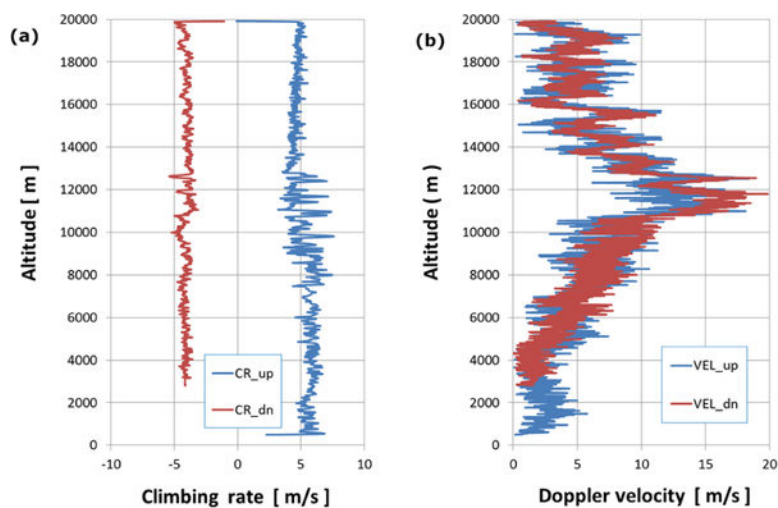 (a)
Altitude [ m ]
20000
18000
16000
14000
12000
10000
8000
6000
4000
2000
0
-10 -5 0 5 10
Climbing rate [ m/s ]
CR_up
CR_dn
(b)
Altitude ( m )
20000
18000
16000
14000
12000
10000
8000
6000
4000
2000
0
0 5 10 15 20
Doppler velocity [ m/s ]
VEL_up
VEL_dn